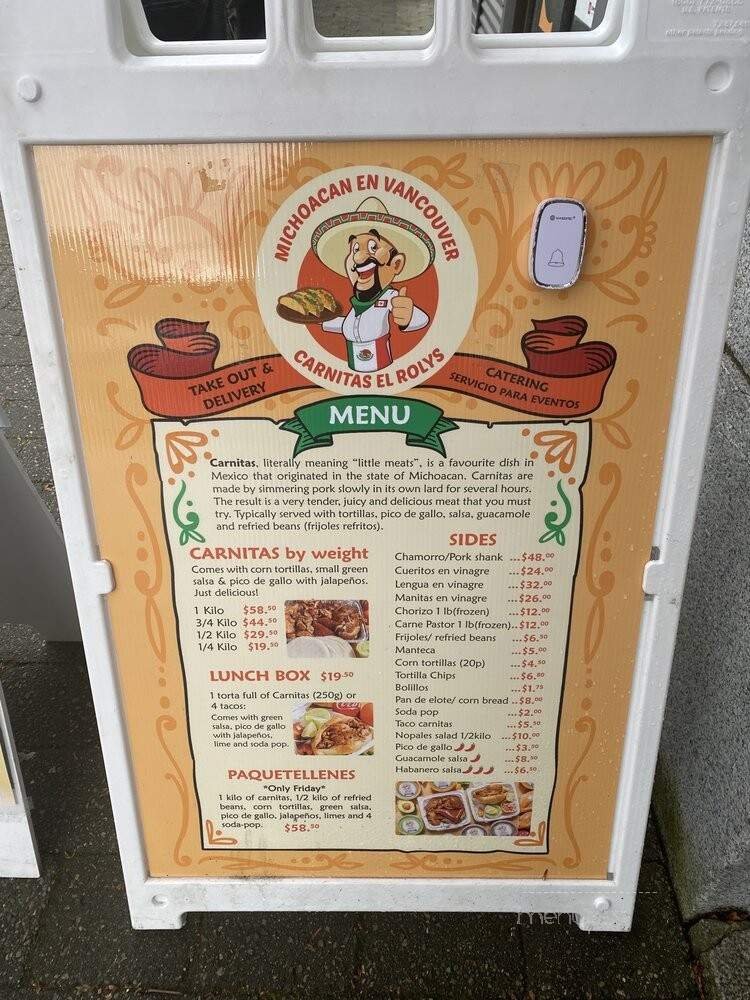 MICHOACAN EN VANCOUVER
CARNITAS EL ROLYS
TAKE OUT &
DELIVERY
CATERING
SERVICIO PARA EVENTOS
MENU
Carnitas, literally meaning “little meats”, is a favourite dish in
Mexico that originated in the state of Michoacan. Carnitas are
made by simmering pork slowly in its own lard for several hours.
The result is a very tender, juicy and delicious meat that you must
try. Typically served with tortillas, pico de gallo, salsa, guacamole
and refried beans (frijoles refritos).
CARNITAS by weight
Comes with corn tortillas, small green
salsa & pico de gallo with jalapeños.
Just delicious!
1 Kilo $58.50
3/4 Kilo $44.50
1/2 Kilo $29.50
1/4 Kilo $19.50
LUNCH BOX $19.50
1 torta full of Carnitas (250g) or
4 tacos:
Comes with green
salsa, pico de gallo
with jalapeños,
lime and soda pop.
PAQUETELLENES
*Only Friday*
1 kilo of carnitas, 1/2 kilo of refried
beans, corn tortillas, green salsa,
pico de gallo, jalapeños, limes and 4
soda-pop. $58.50
SIDES
Chamorro/Pork shank ...$48.00
Cueritos en vinagre ...$24.00
Lengua en vinagre ...$32.00
Manitas en vinagre ...$26.00
Chorizo 1 lb(frozen) ...$12.00
Carne Pastor 1 lb(frozen)..$12.00
Frijoles/ refried beans ...$6.50
Manteca ...$5.00
Corn tortillas (20p) ...$4.50
Tortilla Chips ...$6.80
Bolillos ...$1.75
Pan de elote/ corn bread ..$8.00
Soda pop ...$2.00
Taco carnitas ...$5.50
Nopales salad 1/2kilo ...$10.00
Pico de gallo ...$3.50
Guacamole salsa ...$8.50
Habanero salsa ...$6.50